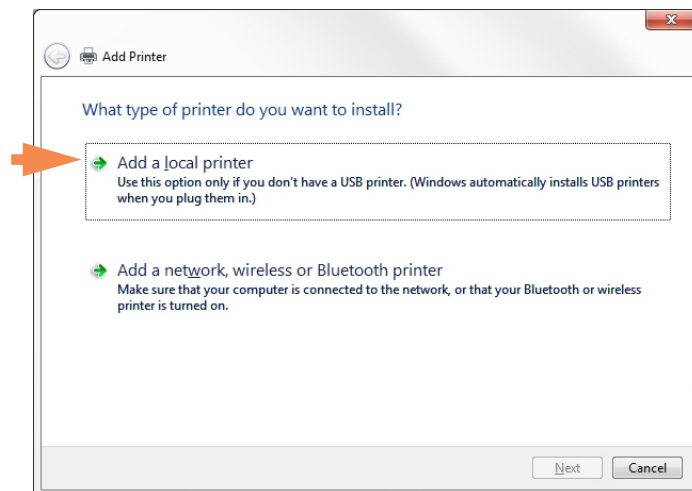 X
Add Printer
What type of printer do you want to install?
Add a local printer
Use this option only if you don't have a USB printer. (Windows automatically installs USB printers
when you plug them in.)
Add a network, wireless or Bluetooth printer
Make sure that your computer is connected to the network, or that your Bluetooth or wireless
printer is turned on.
Next Cancel